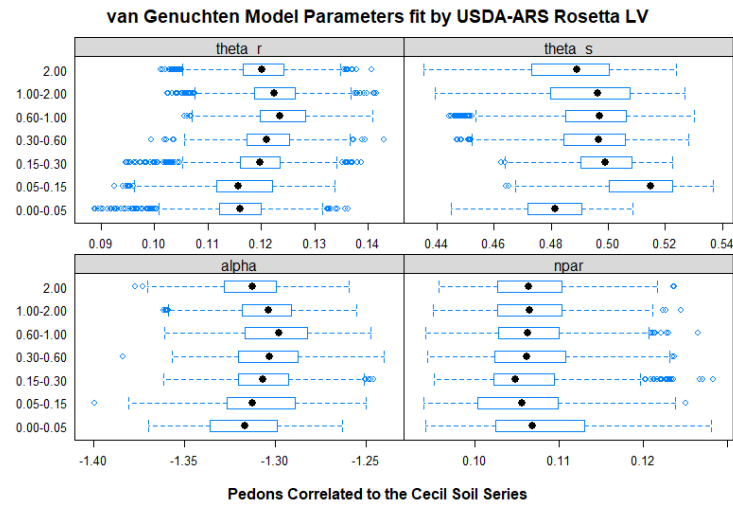 van Genuchten Model Parameters fit by USDA-ARS Rosetta LV
theta_r
theta_s
2.00
1.00-2.00
0.60-1.00
0.30-0.60
0.15-0.30
0.05-0.15
0.00-0.05
0.09 0.10 0.11 0.12 0.13 0.14
0.44 0.46 0.48 0.50 0.52 0.54
alpha
npar
2.00
1.00-2.00
0.60-1.00
0.30-0.60
0.15-0.30
0.05-0.15
0.00-0.05
-1.40 -1.35 -1.30 -1.25
0.10 0.11 0.12
Pedons Correlated to the Cecil Soil Series